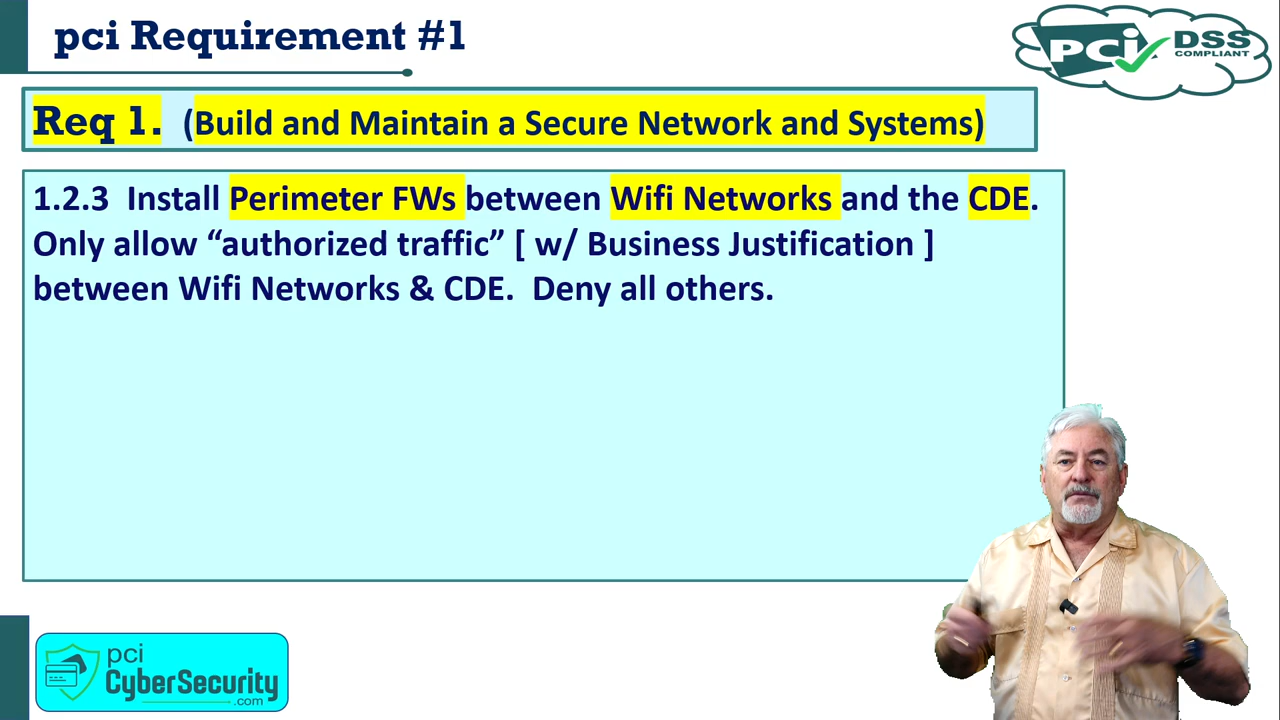 pci Requirement #1
PCi DSS
COMPLIANT
Req 1. (Build and Maintain a Secure Network and Systems)
1.2.3 Install Perimeter FWs between Wifi Networks and the CDE.
Only allow “authorized traffic” [ w/ Business Justification ]
between Wifi Networks & CDE. Deny all others.
pci
CyberSecurity
.com